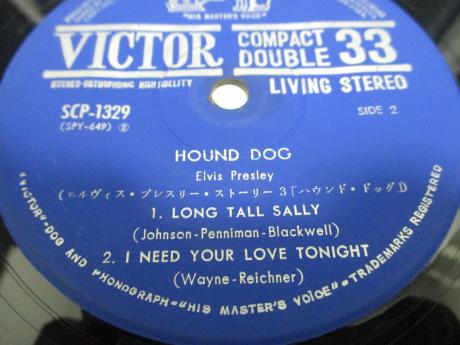 "HIS MASTER'S VOICE"
VICTOR COMPACT DOUBLE 33
STEREO-ORTHOPHONIC HIGH FIDELITY LIVING STEREO
SCP-1329
SIDE 2
(SPY-649) ②
HOUND DOG
Elvis Presley
(エルヴィス・プレスリー・ストーリー 3「ハウンド・ドッグ」)
1. LONG TALL SALLY
(Johnson-Penniman-Blackwell)
2. I NEED YOUR LOVE TONIGHT
(Wayne-Reichner)
"VICTOR"-DOG AND PHONOGRAPH-"HIS MASTER'S VOICE"-TRADEMARKS REGISTERED